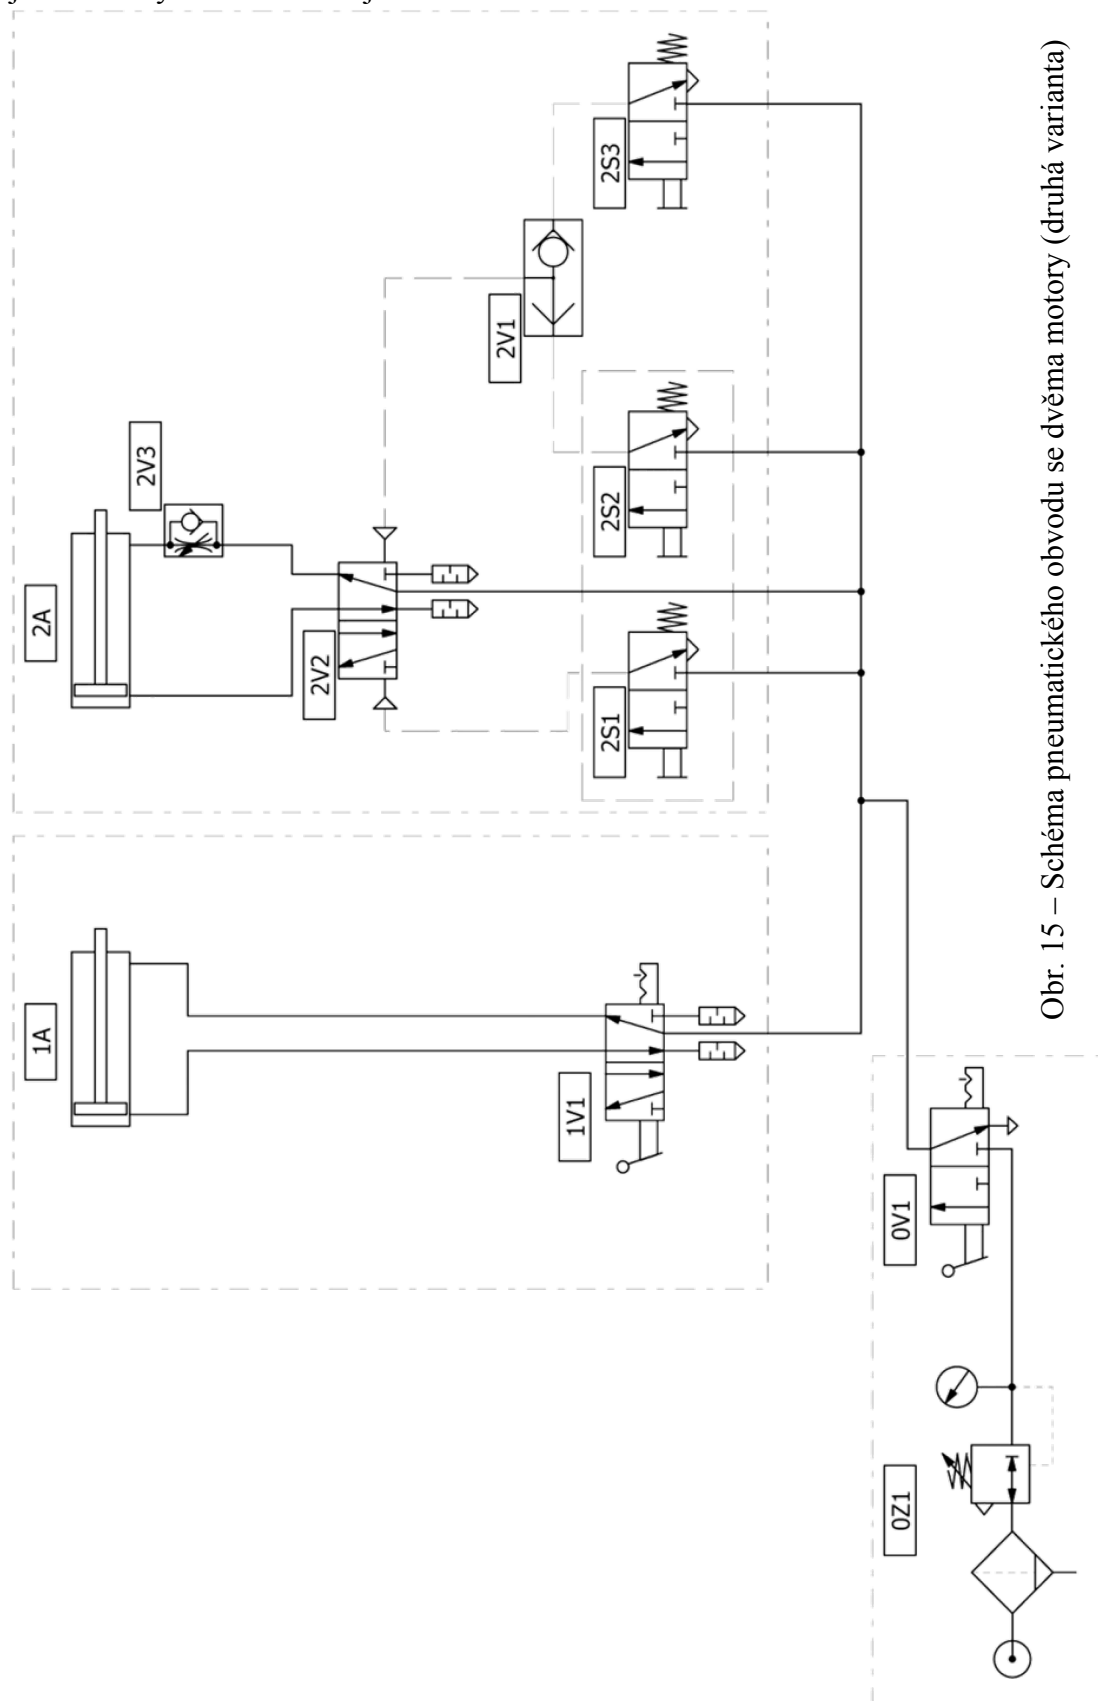 2A
2V3
2V2
2V1
2S1
2S2
2S3
1A
1V1
0Z1
0V1
Obr. 15 – Schéma pneumatického obvodu se dvěma motory (druhá varianta)